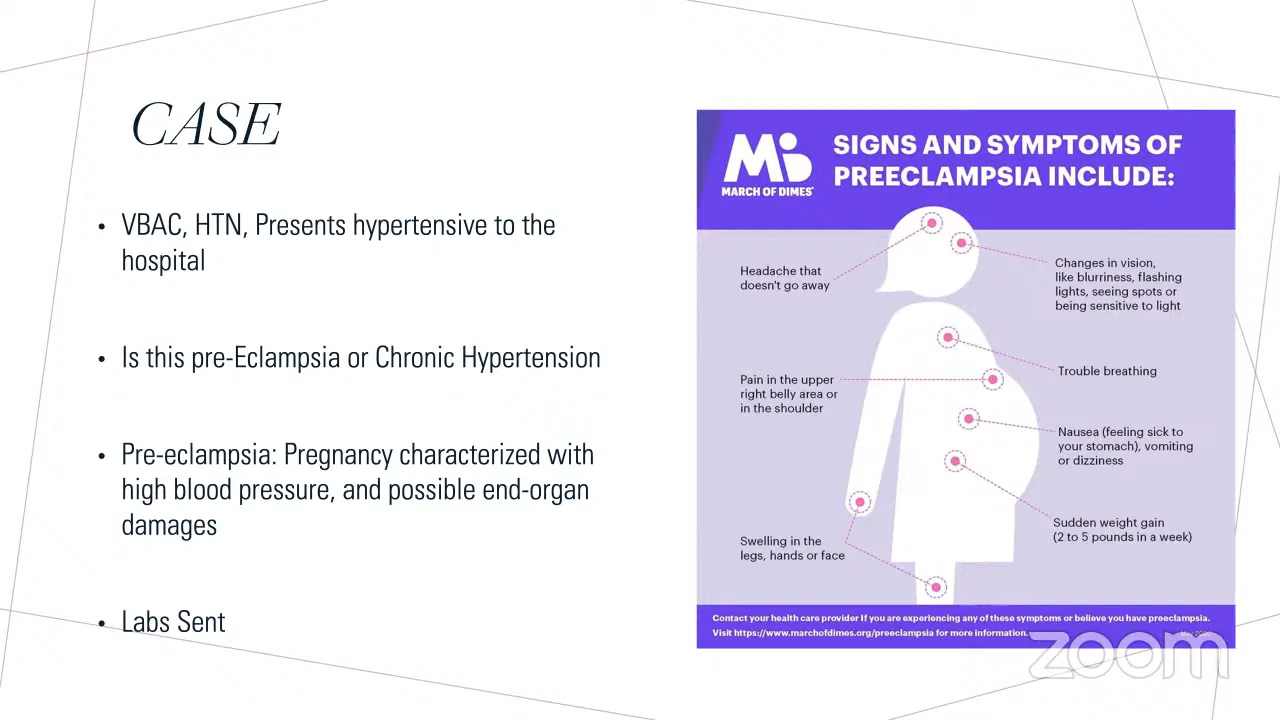 CASE
• VBAC, HTN, Presents hypertensive to the
hospital
• Is this pre-Eclampsia or Chronic Hypertension
• Pre-eclampsia: Pregnancy characterized with
high blood pressure, and possible end-organ
damages
• Labs Sent
MARCH OF DIMES®
SIGNS AND SYMPTOMS OF
PREECLAMPSIA INCLUDE:
Headache that
doesn't go away
Changes in vision,
like blurriness, flashing
lights, seeing spots or
being sensitive to light
Trouble breathing
Pain in the upper
right belly area or
in the shoulder
Nausea (feeling sick to
your stomach), vomiting
or dizziness
Sudden weight gain
(2 to 5 pounds in a week)
Swelling in the
legs, hands or face
Contact your health care provider If you are experiencing any of these symptoms or believe you have preeclampsia.
Visit https://www.marchofdimes.org/preeclampsia for more information.
zoom